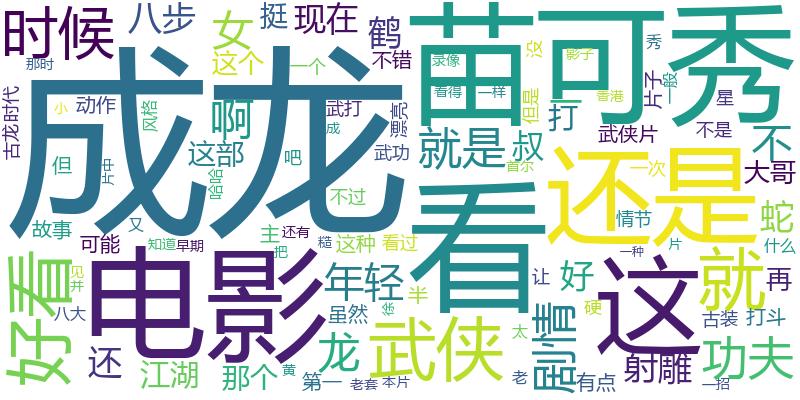 时候
八步
女
挺
现在
鹤
苗可秀
录像
没
影子
秀
那时
这个
一个
不错
看得
一样
但是
香港
片子
一般
星
成龙
古龙时代
小
动作
风格
啊
武打
成
漂亮
就是
叔
打
武侠片
不是
不
但
片中
这部
吧
武功
首尔
还是
一次
大哥
哈哈
不过
看
故事
又
主
还有
情节
蛇
可能
知道
早期
把
糙
这种
看过
片
什么
好看
见
并
电影
年轻
半
徐
让
好
硬
一种
这
就
再
八大
虽然
武侠
太
剧情
古装
打斗
还
江湖
那个
黄
龙
第一
老套
本片
老
有点
射雕
一招
功夫